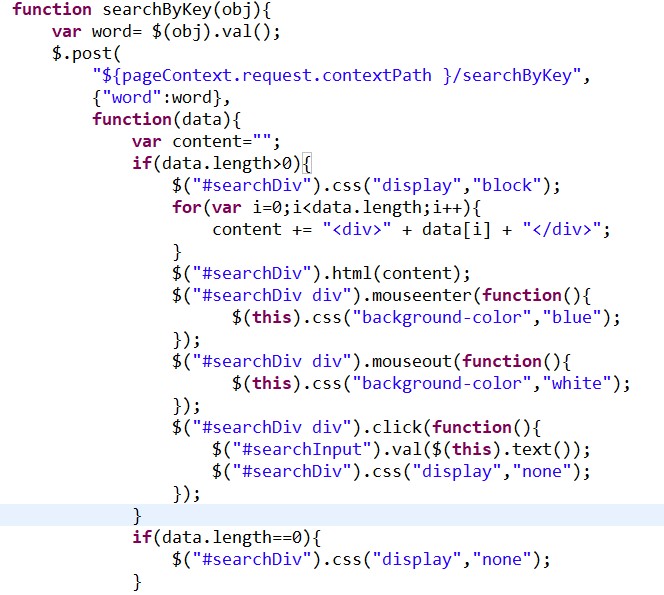 function searchByKey(obj){
    var word= $(obj).val();
    $.post(
        "${pageContext.request.contextPath }/searchByKey",
        {"word":word},
        function(data){
            var content="";
            if(data.length>0){
                $("#searchDiv").css("display","block");
                for(var i=0;i<data.length;i++){
                    content += "<div>" + data[i] + "</div>";
                }
                $("#searchDiv").html(content);
                $("#searchDiv div").mouseenter(function(){
                      $(this).css("background-color","blue");
                });
                $("#searchDiv div").mouseout(function(){
                      $(this).css("background-color","white");
                });
                $("#searchDiv div").click(function(){
                    $("#searchInput").val($(this).text());
                    $("#searchDiv").css("display","none");
                });
            }
            if(data.length==0){
                $("#searchDiv").css("display","none");
            }